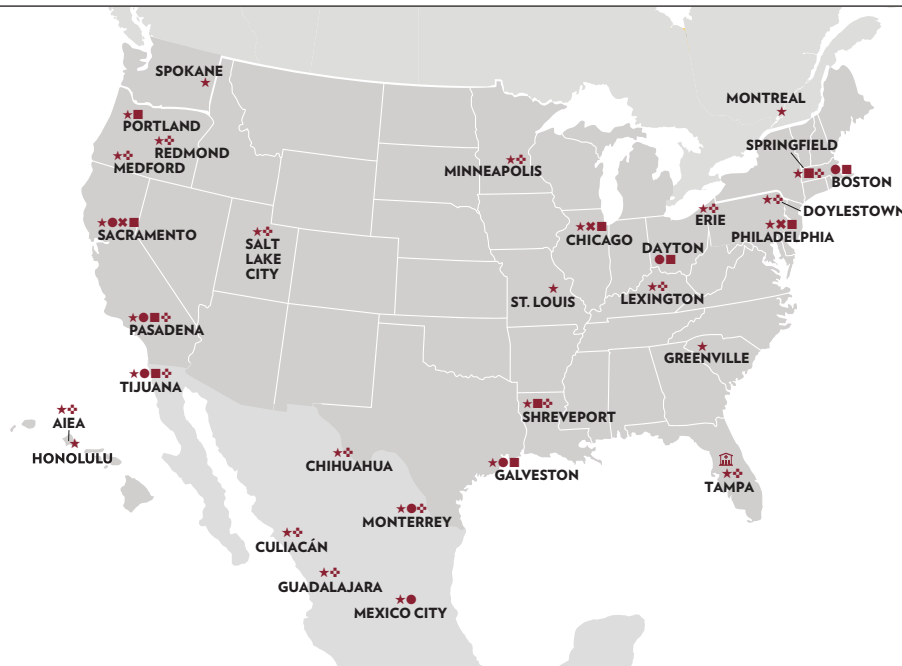 SPOKANE
MONTREAL
PORTLAND
SPRINGFIELD
REDMOND
MEDFORD
MINNEAPOLIS
BOSTON
DOYLESTOWN
ERIE
SACRAMENTO
SALT
LAKE
CITY
CHICAGO
DAYTON
PHILADELPHIA
ST. LOUIS
LEXINGTON
PASADENA
GREENVILLE
TIJUANA
SHREVEPORT
AIEA
HONOLULU
CHIHUAHUA
GALVESTON
TAMPA
MONTERREY
CULIACÁN
GUADALAJARA
MEXICO CITY